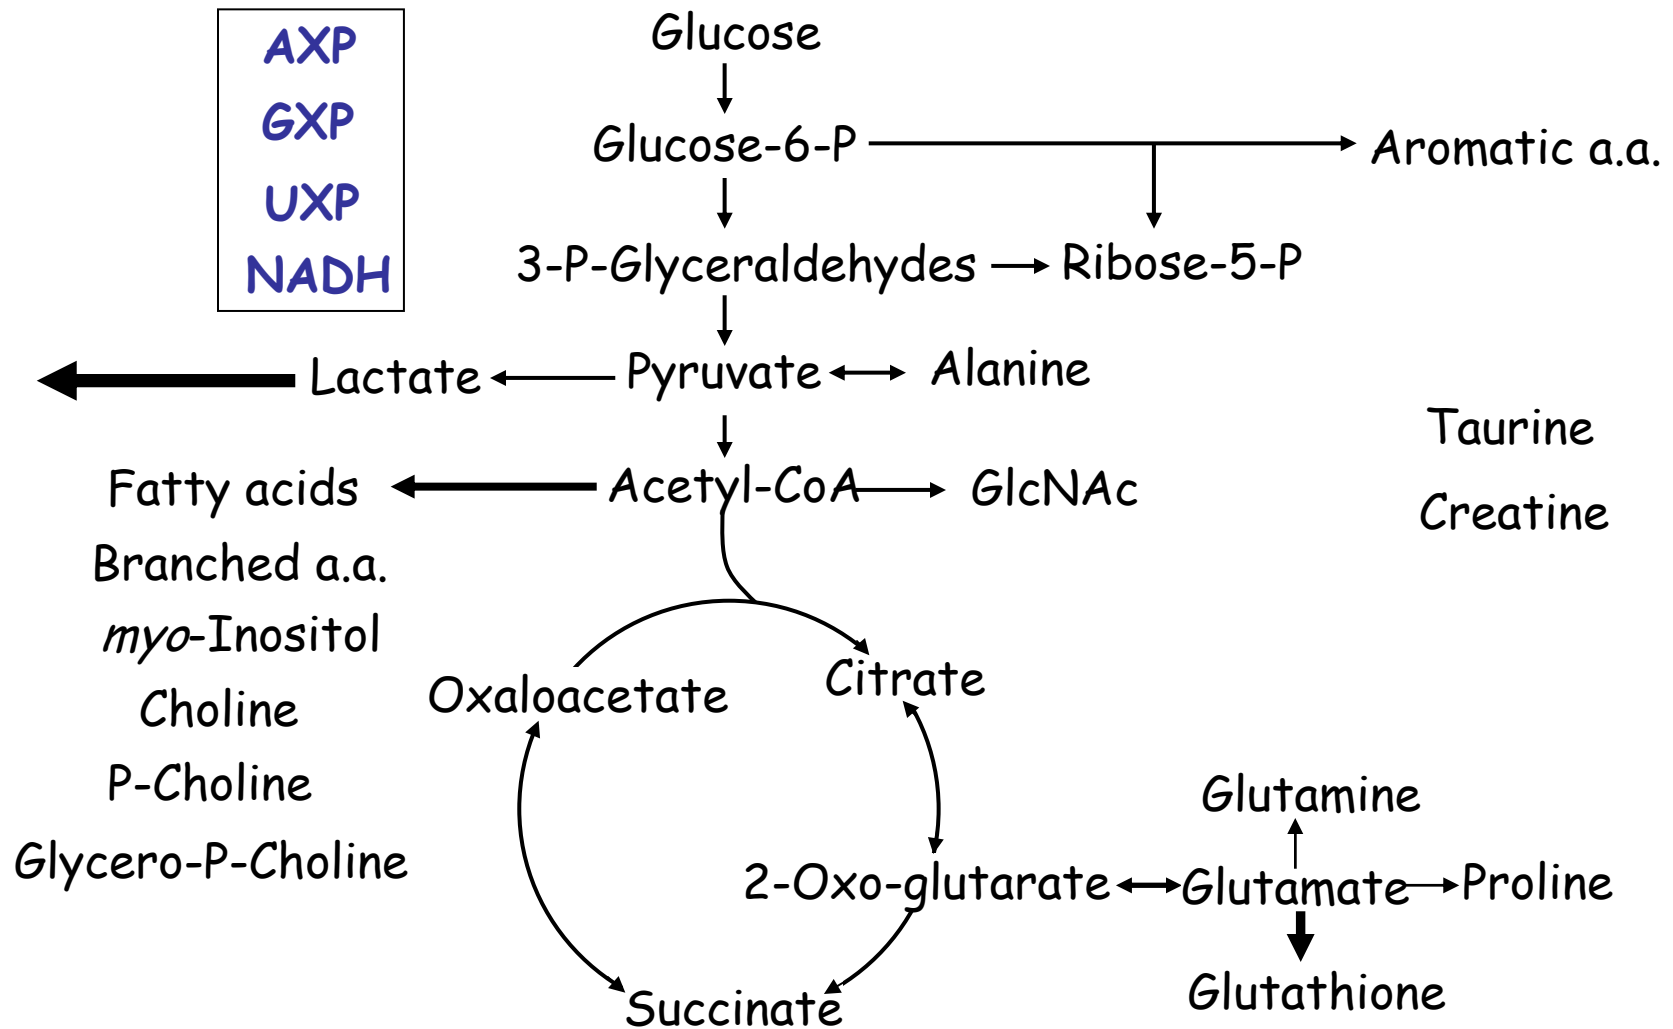 AXP
GXP
UXP
NADH
Glucose
Glucose-6-P
Aromatic a.a.
3-P-Glyceraldehydes
Ribose-5-P
Lactate
Pyruvate
Alanine
Taurine
Creatine
Fatty acids
Acetyl-CoA
GlcNAc
Branched a.a.
myo-Inositol
Choline
P-Choline
Glycero-P-Choline
Oxaloacetate
Citrate
2-Oxo-glutarate
Succinate
Glutamine
Glutamate
Proline
Glutathione